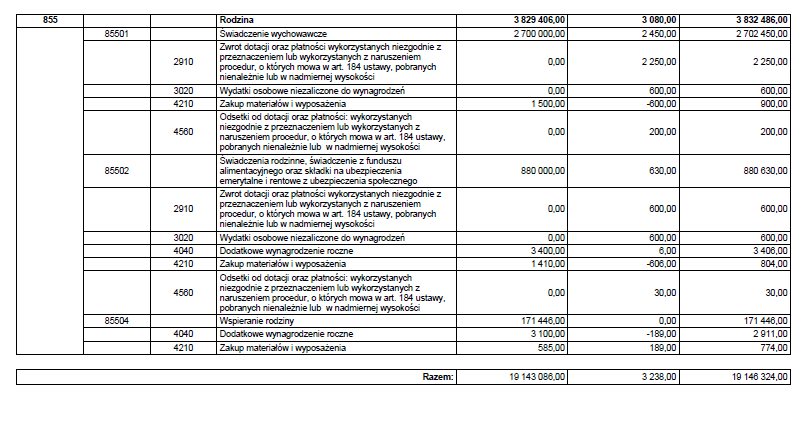 855 Rodzina 3 829 406,00 3 080,00 3 832 486,00
85501 Świadczenie wychowawcze 2 700 000,00 2 450,00 2 702 450,00
Zwrot dotacji oraz płatności wykorzystanych niezgodnie z
przeznaczeniem lub wykorzystanych z naruszeniem
2910 procedur, o których mowa w art. 184 ustawy, pobranych 0,00 2 250,00 2 250,00
nienależnie lub w nadmiernej wysokości
3020 Wydatki osobowe niezaliczone do wynagrodzeń 0,00 600,00 600,00
4210 Zakup materiałów i wyposażenia 1 500,00 -600,00 900,00
Odsetki od dotacji oraz płatności: wykorzystanych
niezgodnie z przeznaczeniem lub wykorzystanych z
4560 naruszeniem procedur, o których mowa w art. 184 ustawy, 0,00 200,00 200,00
pobranych nienależnie lub w nadmiernej wysokości
Świadczenia rodzinne, świadczenie z funduszu
85502 alimentacyjnego oraz składki na ubezpieczenia 880 000,00 630,00 880 630,00
emerytalne i rentowe z ubezpieczenia społecznego
Zwrot dotacji oraz płatności wykorzystanych niezgodnie z
przeznaczeniem lub wykorzystanych z naruszeniem
2910 procedur, o których mowa w art. 184 ustawy, pobranych 0,00 600,00 600,00
nienależnie lub w nadmiernej wysokości
3020 Wydatki osobowe niezaliczone do wynagrodzeń 0,00 600,00 600,00
4040 Dodatkowe wynagrodzenie roczne 3 400,00 6,00 3 406,00
4210 Zakup materiałów i wyposażenia 1 410,00 -606,00 804,00
Odsetki od dotacji oraz płatności: wykorzystanych
niezgodnie z przeznaczeniem lub wykorzystanych z
4560 naruszeniem procedur, o których mowa w art. 184 ustawy, 0,00 30,00 30,00
pobranych nienależnie lub w nadmiernej wysokości
85504 Wspieranie rodziny 171 446,00 0,00 171 446,00
4040 Dodatkowe wynagrodzenie roczne 3 100,00 -189,00 2 911,00
4210 Zakup materiałów i wyposażenia 585,00 189,00 774,00
Razem: 19 143 086,00 3 238,00 19 146 324,00